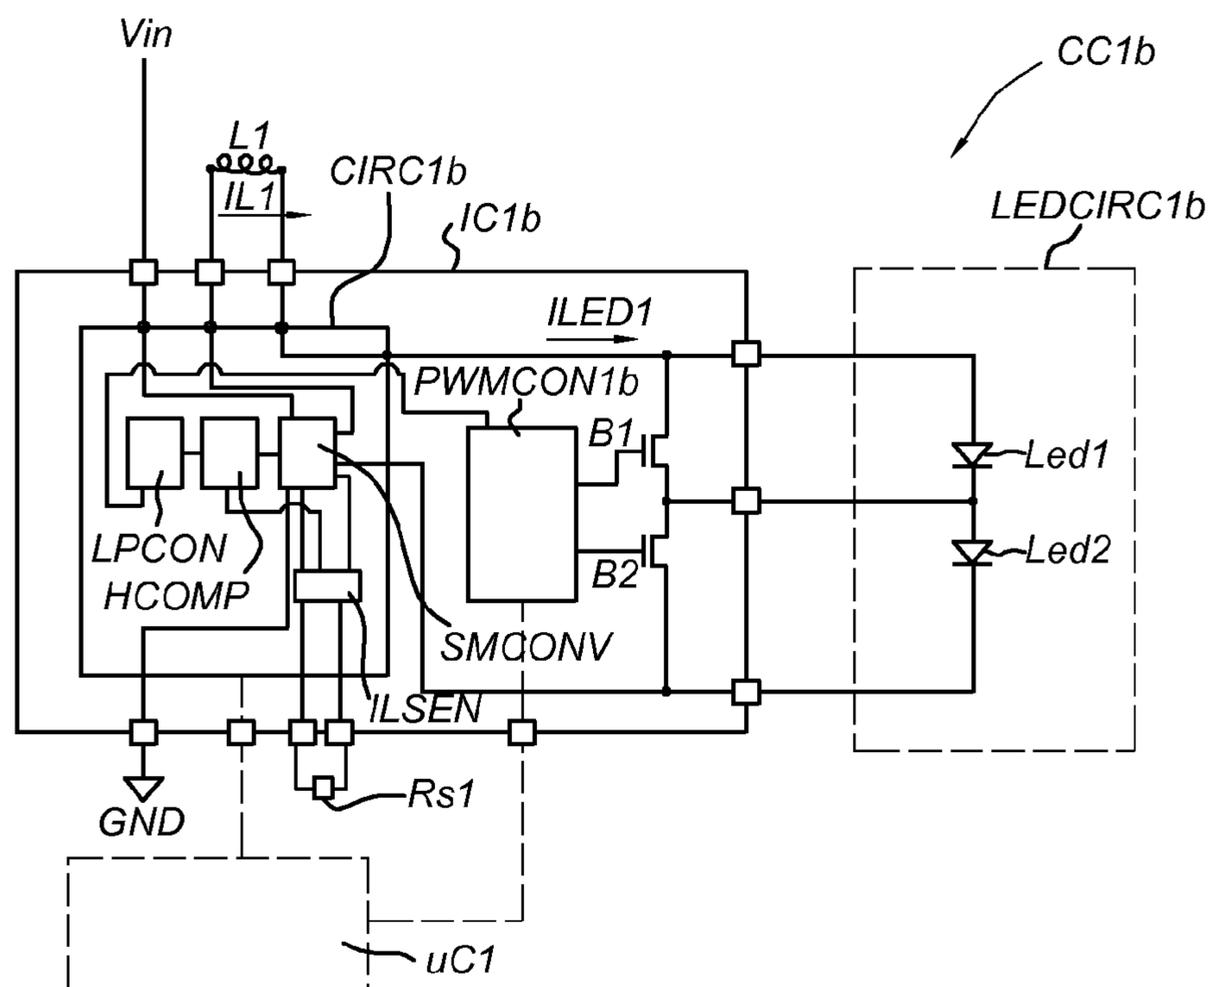 Vin
CC1b
L1
CIRC1b
IL1
IC1b
LEDCIRC1b
ILED1
PWMCON1b
B1
Led1
LPCON
Led2
B2
HCOMP
SMCONV
ILSEN
Rs1
GND
uC1